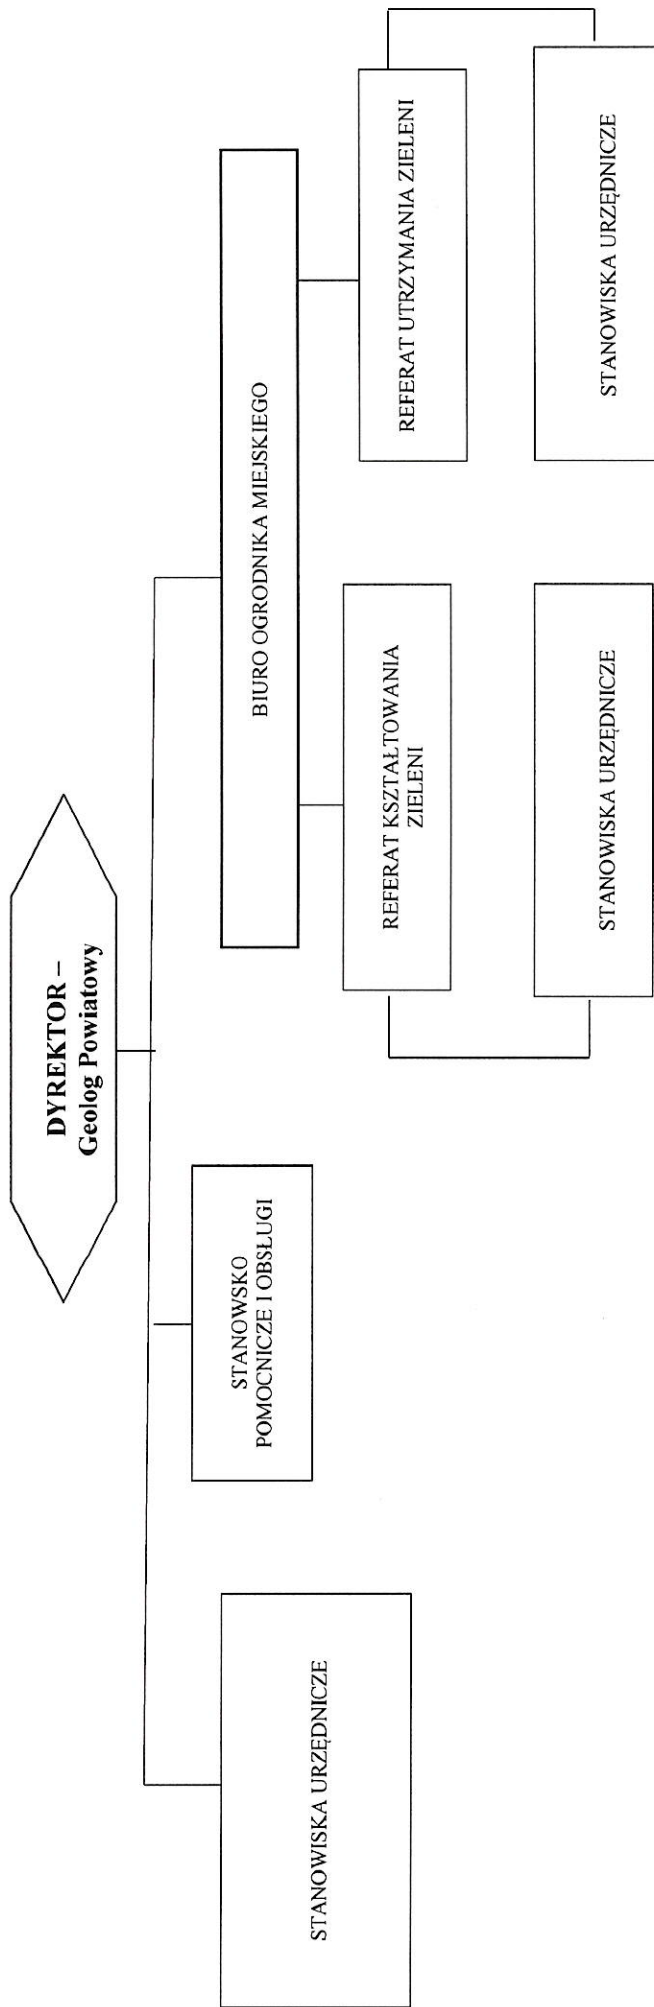 DYREKTOR –
Geolog Powiatowy
STANOWISKA URZĘDNICZE
STANOWSKO
POMOCNICZE I OBSŁUGI
BIURO OGRODNIKA MIEJSKIEGO
REFERAT KSZTAŁTOWANIA
ZIELENI
REFERAT UTRZYMANIA ZIELENI
STANOWISKA URZĘDNICZE
STANOWISKA URZĘDNICZE